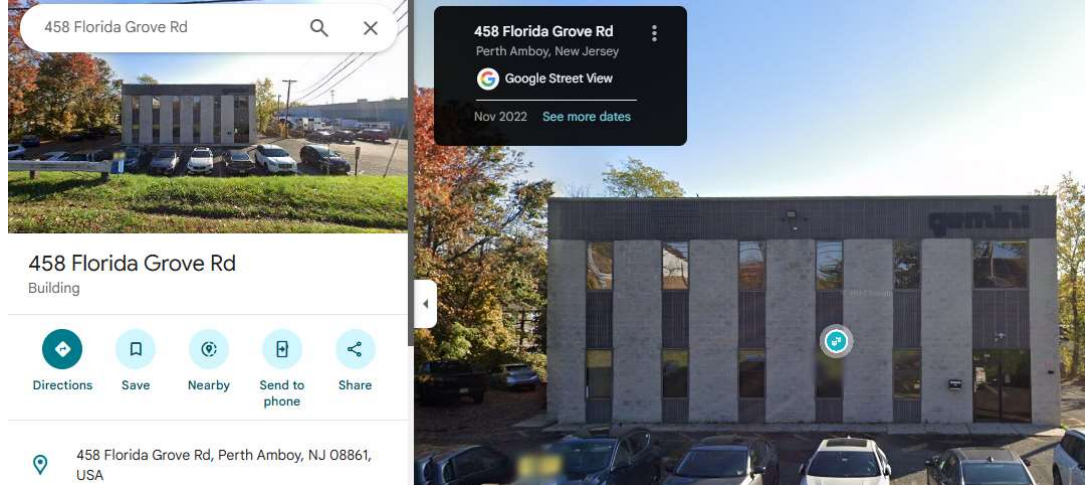 458 Florida Grove Rd
458 Florida Grove Rd
Building
Directions
Save
Nearby
Send to
phone
Share
458 Florida Grove Rd, Perth Amboy, NJ 08861,
USA
458 Florida Grove Rd
Perth Amboy, New Jersey
Google Street View
Nov 2022 See more dates
gemini